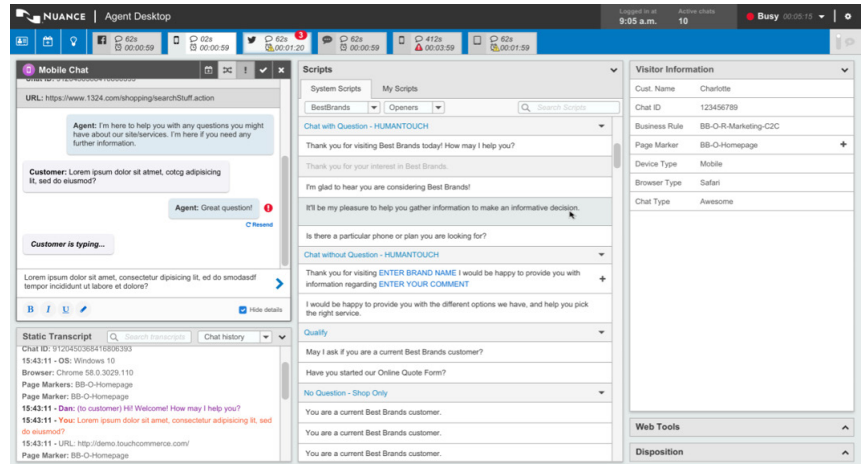 NUANCE | Agent Desktop
Logged in at
9:05 a.m.
Active chats
10
Busy 00:05:15
62s
00:00:59
02s
00:00:59
62s
00:01:20
3
62s
00:00:59
412s
00:03:59
62s
00:01:59
Mobile Chat
URL: https://www.1324.com/shopping/searchStuff.action
Agent: I'm here to help you with any questions you might
have about our site/services. I'm here if you need any
further information.
Customer: Lorem ipsum dolor sit atmet, cotcg adipisicing
lit, sed do eiusmod?
Agent: Great question!
Resend
Customer is typing...
Lorem ipsum dolor sit amet, consectetur dipisicing lit, ed do smodasdf
tempor incididunt ut labore et dolore?
B I U
Hide details
Static Transcript
Search transcripts
Chat history
Chat ID: 9120450368416806393
15:43:11 - OS: Windows 10
Browser: Chrome 58.0.3029.110
Page Markers: BB-O-Homepage
Page Marker: BB-O-Homepage
15:43:11 - Dan: (to customer) Hi! Welcome! How may I help you?
15:43:11 - You: Lorem ipsum dolor sit amet, consectetur adipisicing lit, sed
do eiusmod?
15:43:11 - URL: http://demo.touchcommerce.com/
Page Marker: BB-O-Homepage
Scripts
System Scripts
My Scripts
BestBrands
Openers
Search Scripts
Chat with Question - HUMANTOUCH
Thank you for visiting Best Brands today! How may I help you?
Thank you for your interest in Best Brands.
I'm glad to hear you are considering Best Brands!
It'll be my pleasure to help you gather information to make an informative decision.
Is there a particular phone or plan you are looking for?
Chat without Question - HUMANTOUCH
Thank you for visiting ENTER BRAND NAME I would be happy to provide you with
information regarding ENTER YOUR COMMENT
I would be happy to provide you with the different options we have, and help you pick
the right service.
Qualify
May I ask if you are a current Best Brands customer?
Have you started our Online Quote Form?
No Question - Shop Only
You are a current Best Brands customer.
You are a current Best Brands customer.
You are a current Best Brands customer.
Visitor Information
Cust. Name Charlotte
Chat ID 123456789
Business Rule BB-O-R-Marketing-C2C
Page Marker BB-O-Homepage
Device Type Mobile
Browser Type Safari
Chat Type Awesome
Web Tools
Disposition